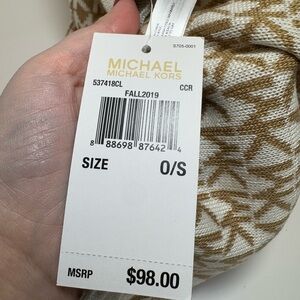 S705-0001
MICHAEL
MICHAEL KORS
537418CL CCR
FALL2019
8 88698 87642 4
SIZE O/S
MSRP $98.00